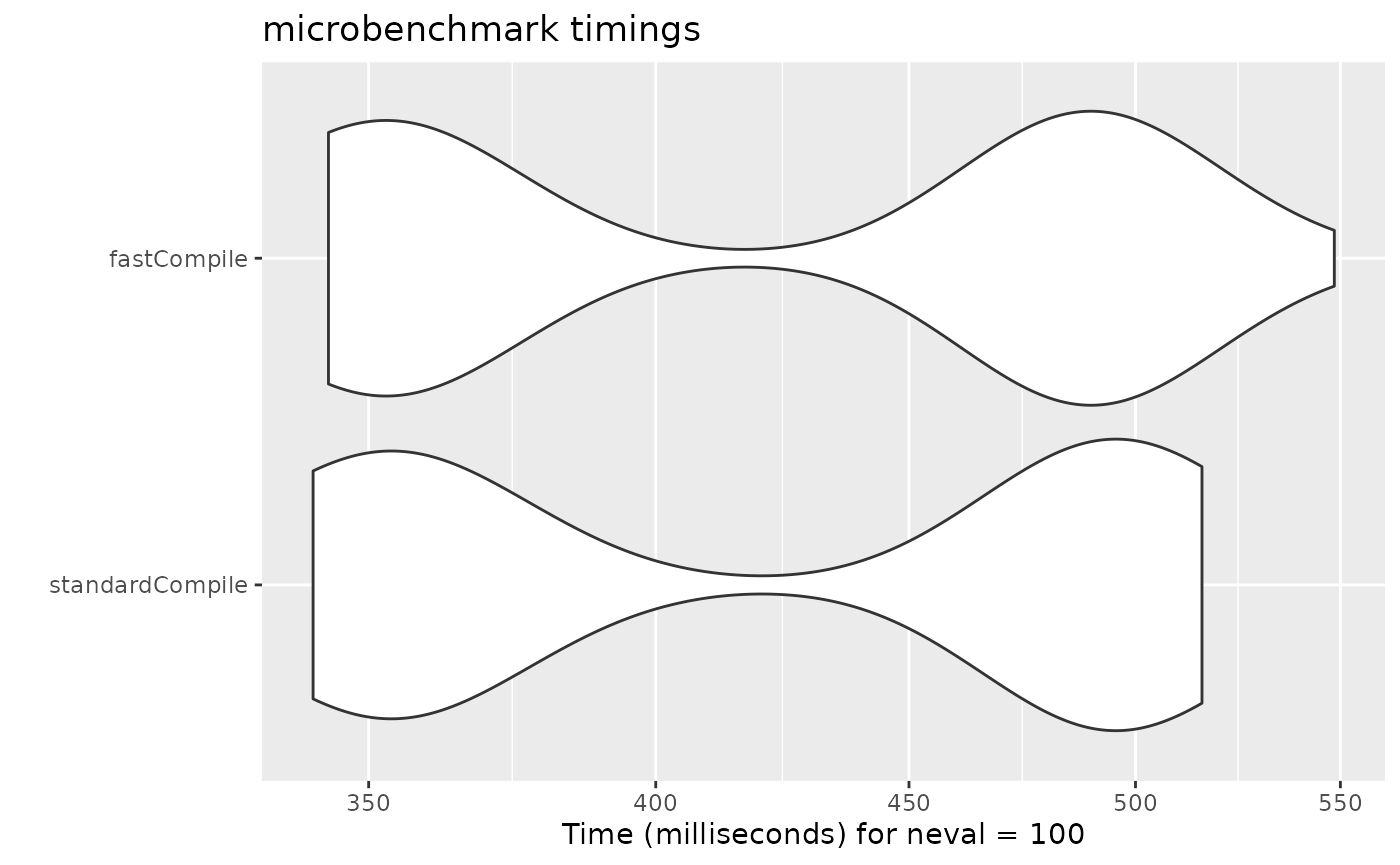 microbenchmark timings
fastCompile
standardCompile
350 400 450 500 550
Time (milliseconds) for neval = 100